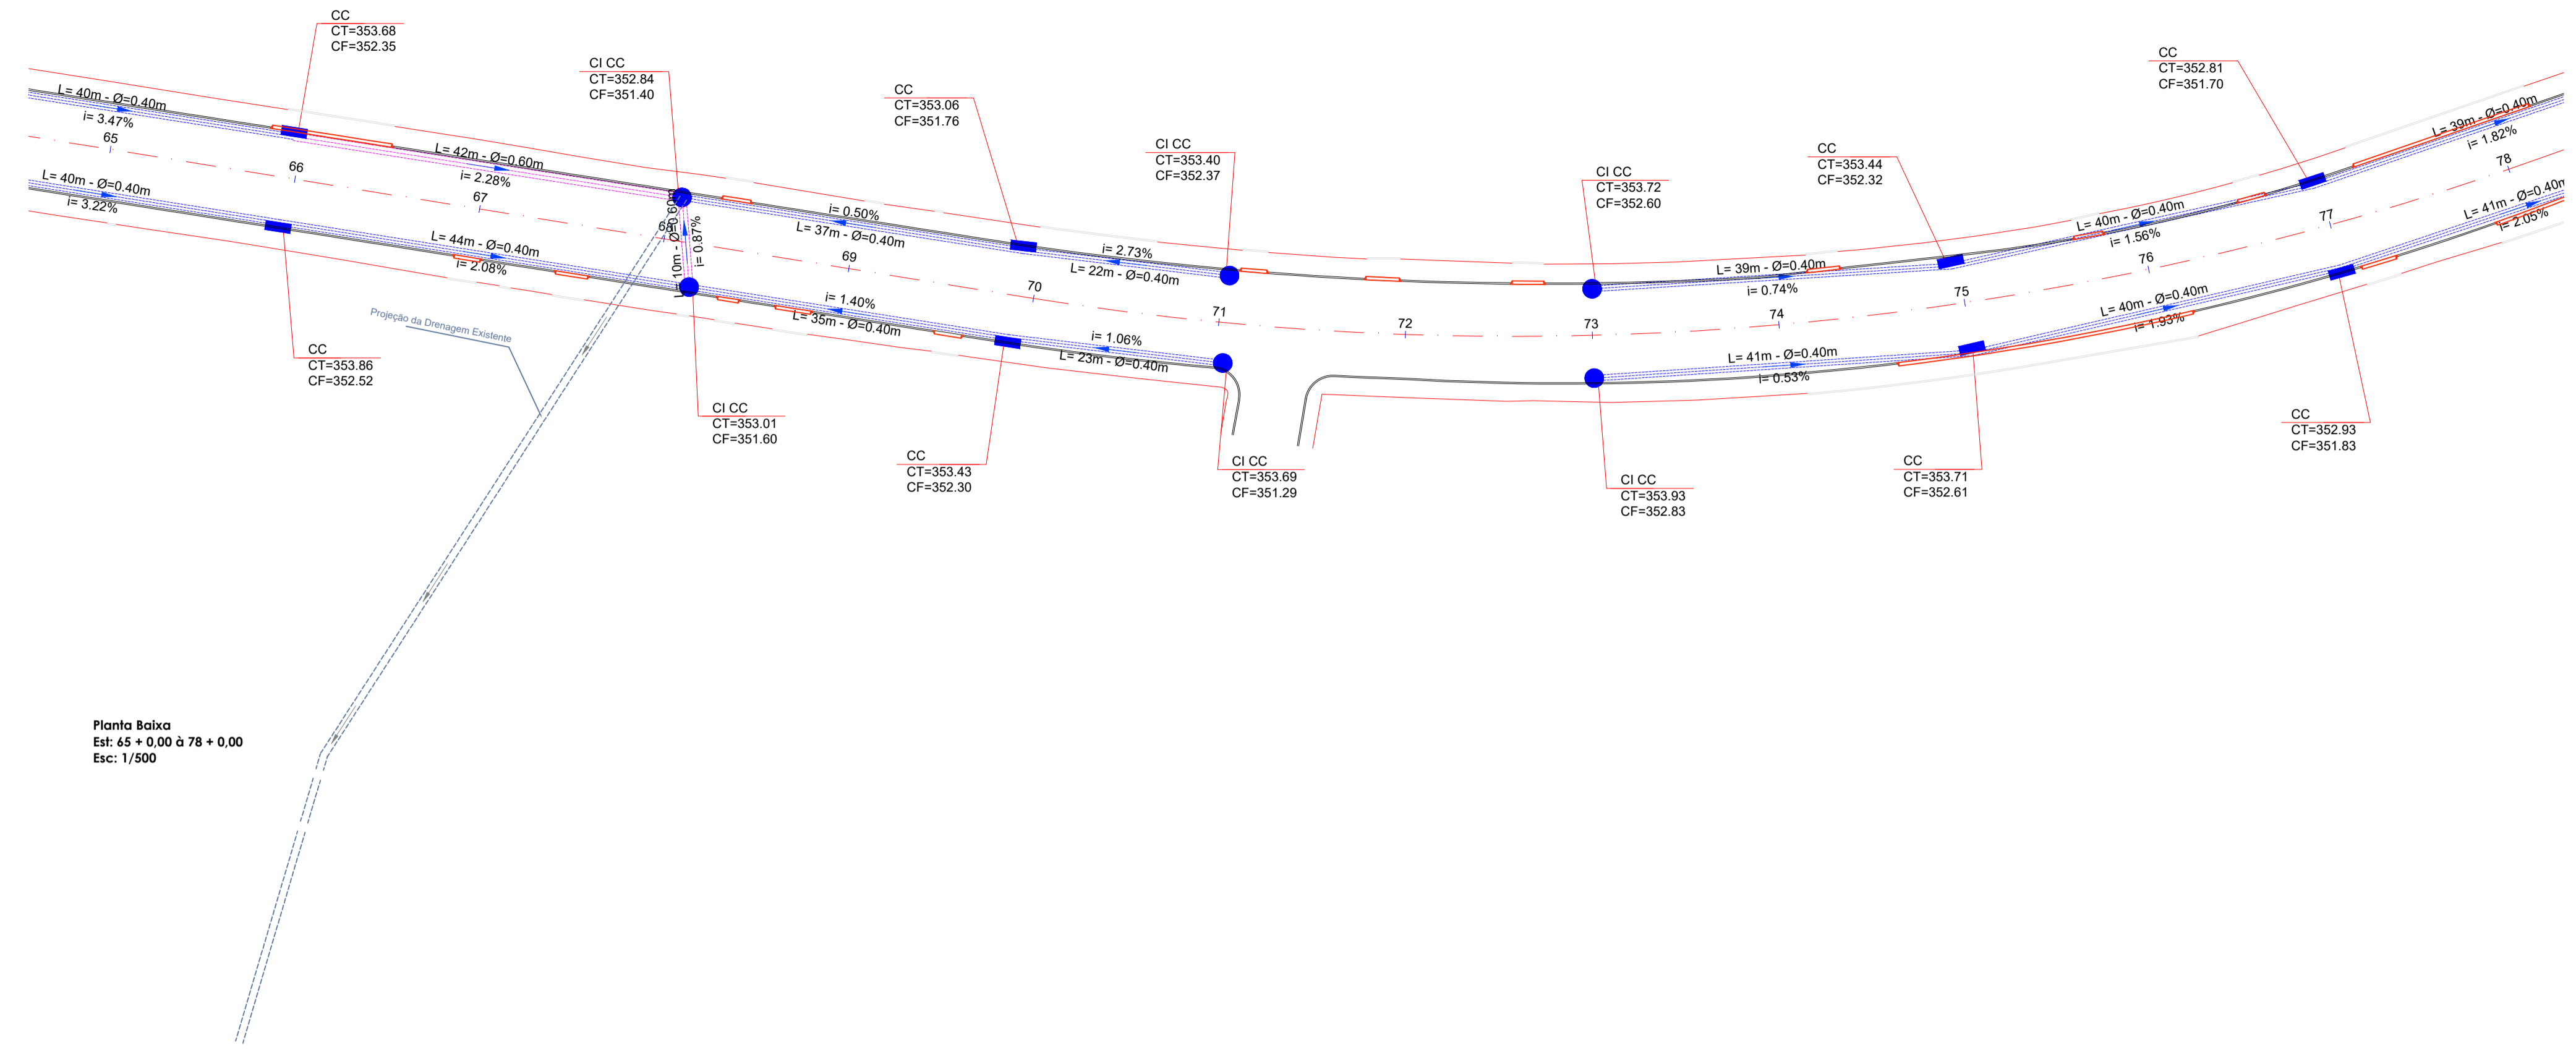 CC
CT=353.68
CF=352.35
CI CC
CT=352.84
CF=351.40
CC
CT=353.06
CF=351.76
CI CC
CT=353.40
CF=352.37
CI CC
CT=353.72
CF=352.60
CC
CT=353.44
CF=352.32
CC
CT=352.81
CF=351.70
L= 40m - Ø=0.40m
i= 3.47%
L= 42m - Ø=0.60m
i= 2.28%
i= 0.50%
L= 37m - Ø=0.40m
i= 2.73%
L= 22m - Ø=0.40m
L= 39m - Ø=0.40m
i= 0.74%
L= 40m - Ø=0.40m
i= 1.56%
L= 39m - Ø=0.40m
i= 1.82%
65
66
67
68
69
70
71
72
73
74
75
76
77
78
L= 10m - Ø=0.60m
i= 0.87%
L= 40m - Ø=0.40m
i= 3.22%
L= 44m - Ø=0.40m
i= 2.08%
i= 1.40%
L= 35m - Ø=0.40m
i= 1.06%
L= 23m - Ø=0.40m
L= 41m - Ø=0.40m
i= 0.53%
L= 40m - Ø=0.40m
i= 1.93%
L= 41m - Ø=0.40m
i= 2.05%
Projeção da Drenagem Existente
CC
CT=353.86
CF=352.52
CI CC
CT=353.01
CF=351.60
CC
CT=353.43
CF=352.30
CI CC
CT=353.69
CF=351.29
CI CC
CT=353.93
CF=352.83
CC
CT=353.71
CF=352.61
CC
CT=352.93
CF=351.83
Planta Baixa
Est: 65 + 0,00 à 78 + 0,00
Esc: 1/500